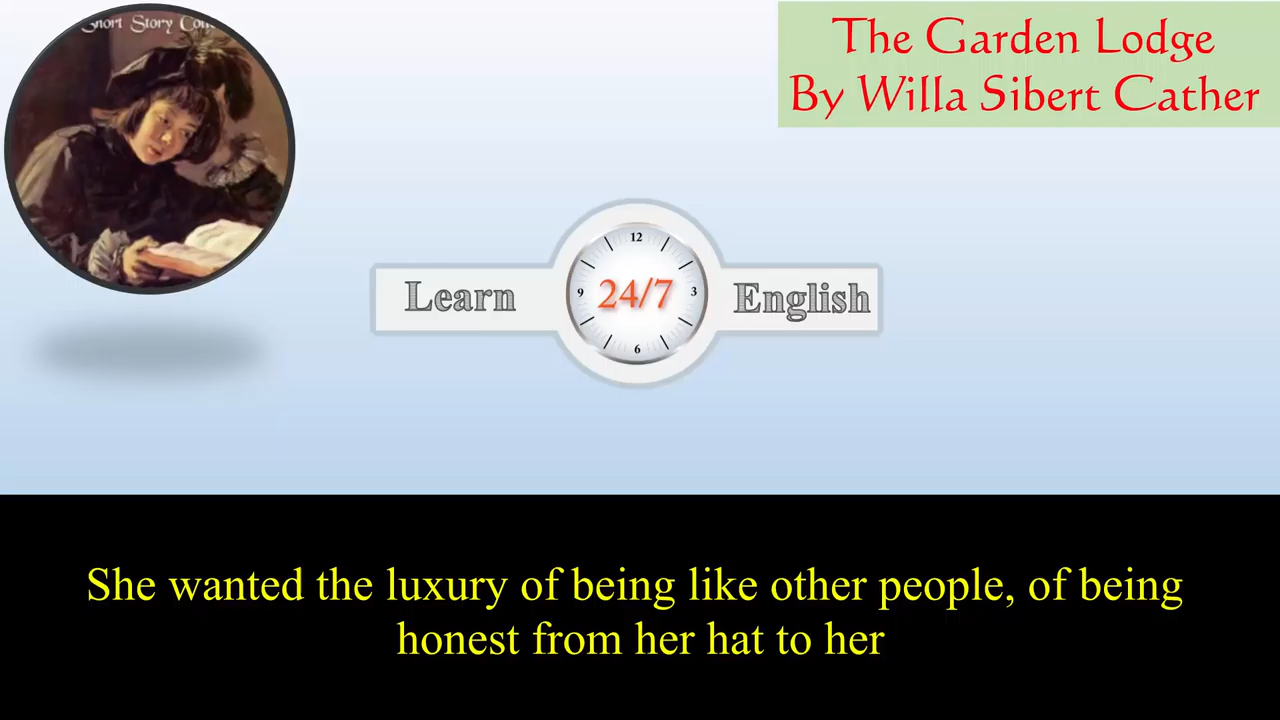 Short Story
The Garden Lodge
By Willa Sibert Cather
12
Learn 9 24/7 3 English
6
She wanted the luxury of being like other people, of being
honest from her hat to her